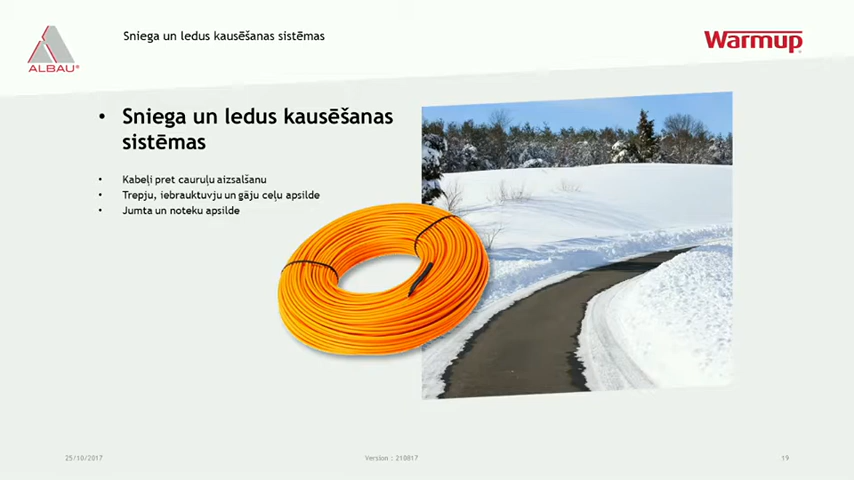 Sniega un ledus kausēšanas sistēmas
Warmup®
ALBAU®
• Sniega un ledus kausēšanas
sistēmas
• Kabeļi pret cauruļu aizsalšanu
• Trepju, iebrauktuvju un gāju ceļu apsilde
• Jumta un noteku apsilde
25/10/2017
Version : 210817
19